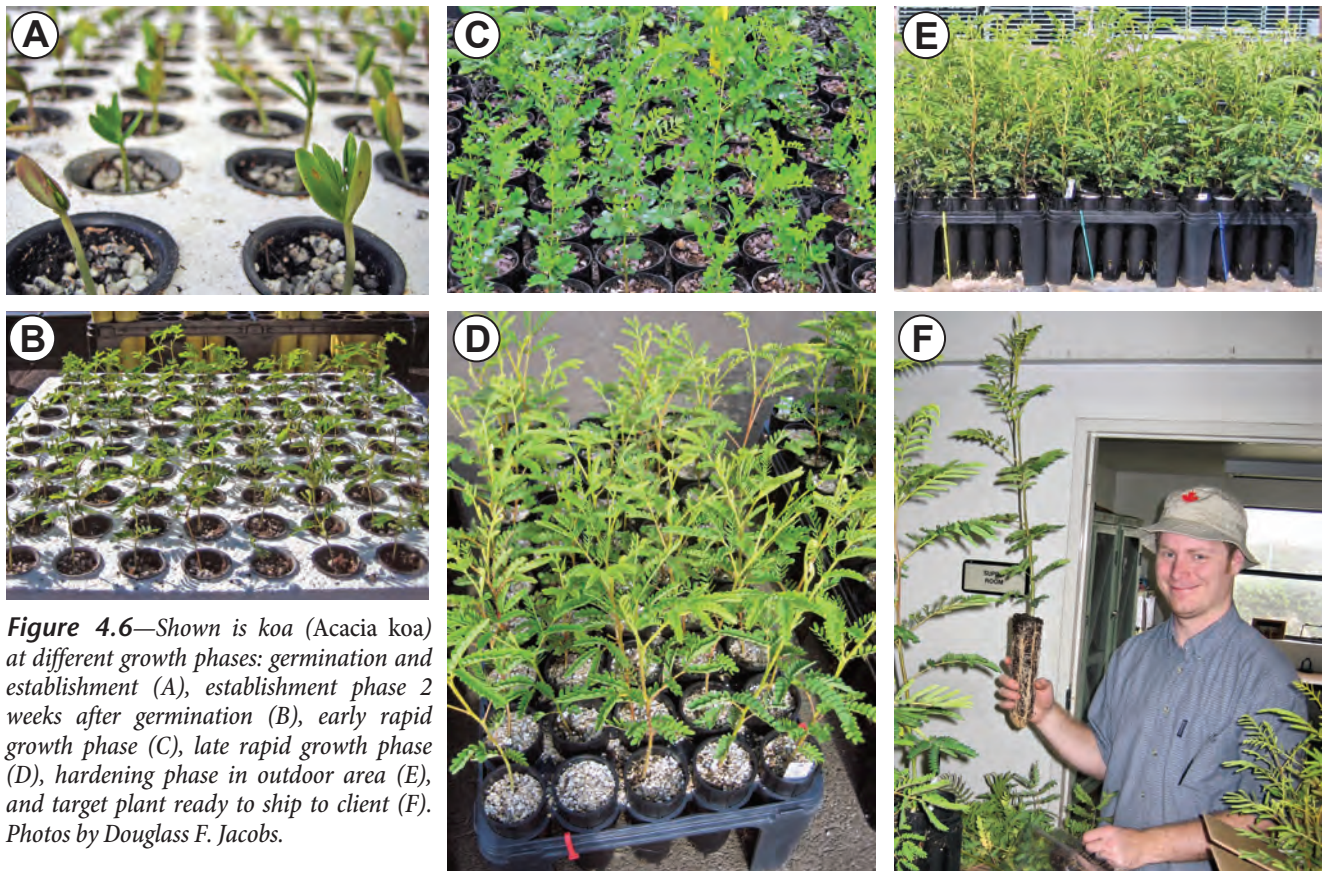 A
B
Figure 4.6—Shown is koa (Acacia koa)
at different growth phases: germination and
establishment (A), establishment phase 2
weeks after germination (B), early rapid
growth phase (C), late rapid growth phase
(D), hardening phase in outdoor area (E),
and target plant ready to ship to client (F).
Photos by Douglass F. Jacobs.
C
D
E
F
ROOM